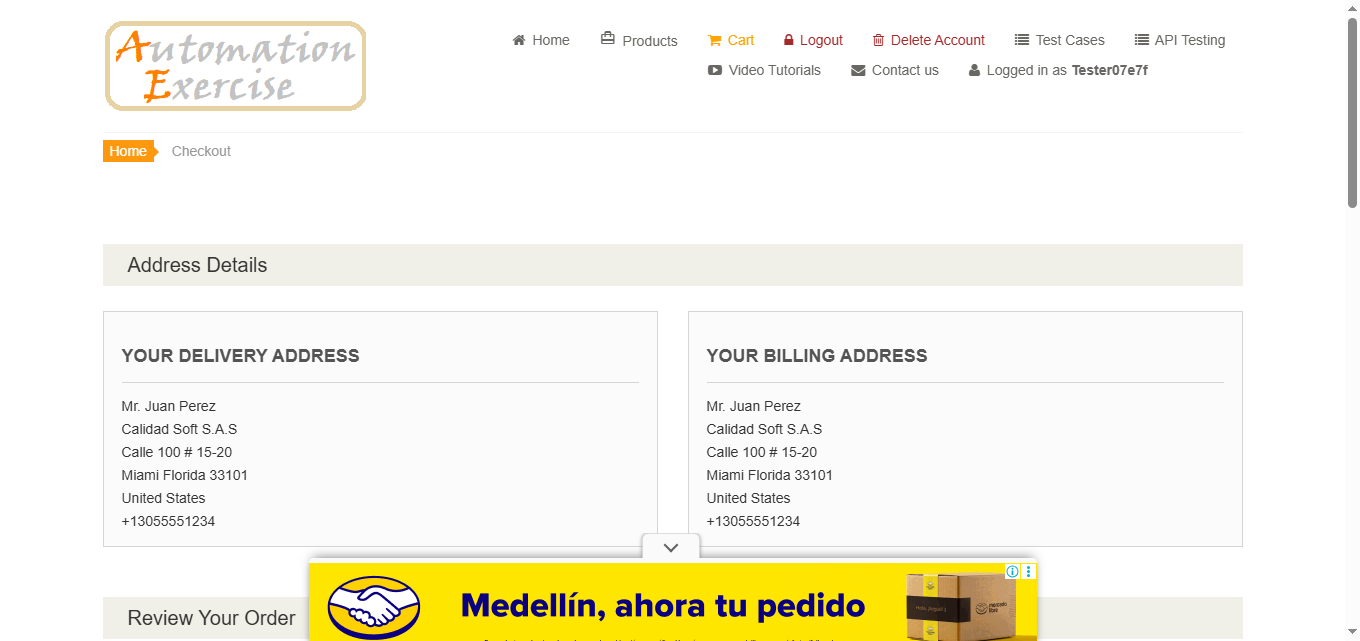 Automation
Exercise
Home
Products
Cart
Logout
Delete Account
Test Cases
API Testing
Video Tutorials
Contact us
Logged in as Tester07e7f
Home
Checkout
Address Details
YOUR DELIVERY ADDRESS
Mr. Juan Perez
Calidad Soft S.A.S
Calle 100 # 15-20
Miami Florida 33101
United States
+13055551234
YOUR BILLING ADDRESS
Mr. Juan Perez
Calidad Soft S.A.S
Calle 100 # 15-20
Miami Florida 33101
United States
+13055551234
Review Your Order
Medellín, ahora tu pedido
mercado
libre